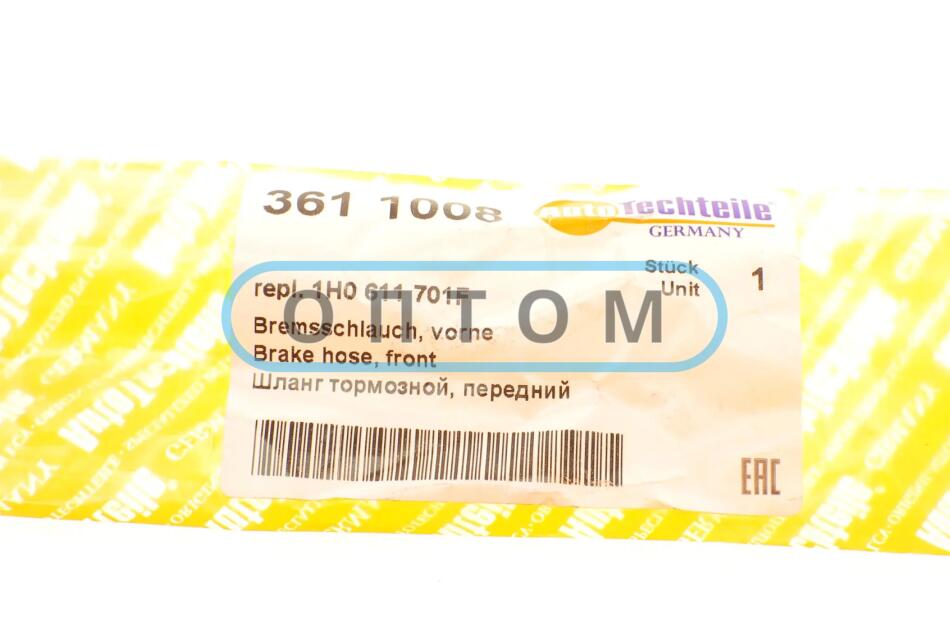 361 1008
AutoTechteile
GERMANY
Stück
Unit
1
repl. 1H0 611 701F
ОПТОМ
Bremsschlauch, vorne
Brake hose, front
Шланг тормозной, передний
EAC